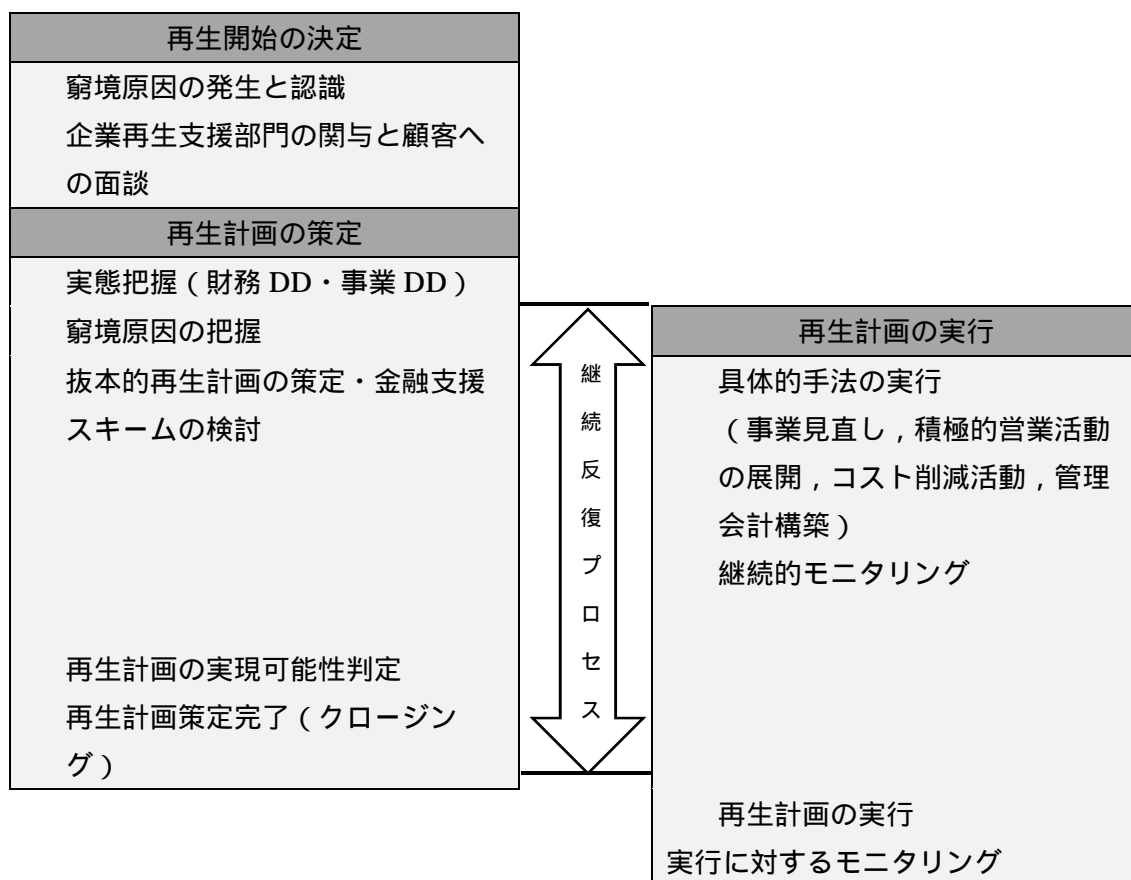 再生開始の決定
窮境原因の発生と認識
企業再生支援部門の関与と顧客へ
の面談
再生計画の策定
実態把握（財務 DD・事業 DD）
窮境原因の把握
抜本的再生計画の策定・金融支援
スキームの検討
再生計画の実現可能性判定
再生計画策定完了（クロージン
グ）
継続反復プロセス
再生計画の実行
具体的手法の実行
（事業見直し，積極的営業活動
の展開，コスト削減活動，管理
会計構築）
継続的モニタリング
再生計画の実行
実行に対するモニタリング